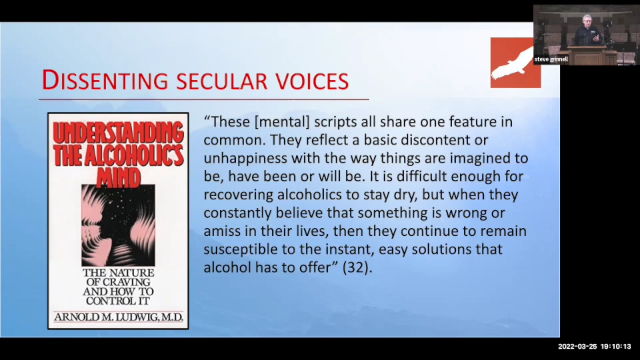 DISSENTING SECULAR VOICES
steve grinnell
UNDERSTANDING
THE ALCOHOLIC'S
MIND
THE NATURE
OF CRAVING
AND HOW TO
CONTROL IT
ARNOLD M. LUDWIG, M.D.
“These [mental] scripts all share one feature in
common. They reflect a basic discontent or
unhappiness with the way things are imagined to
be, have been or will be. It is difficult enough for
recovering alcoholics to stay dry, but when they
constantly believe that something is wrong or
amiss in their lives, then they continue to remain
susceptible to the instant, easy solutions that
alcohol has to offer” (32).
2022-03-25 19:10:13